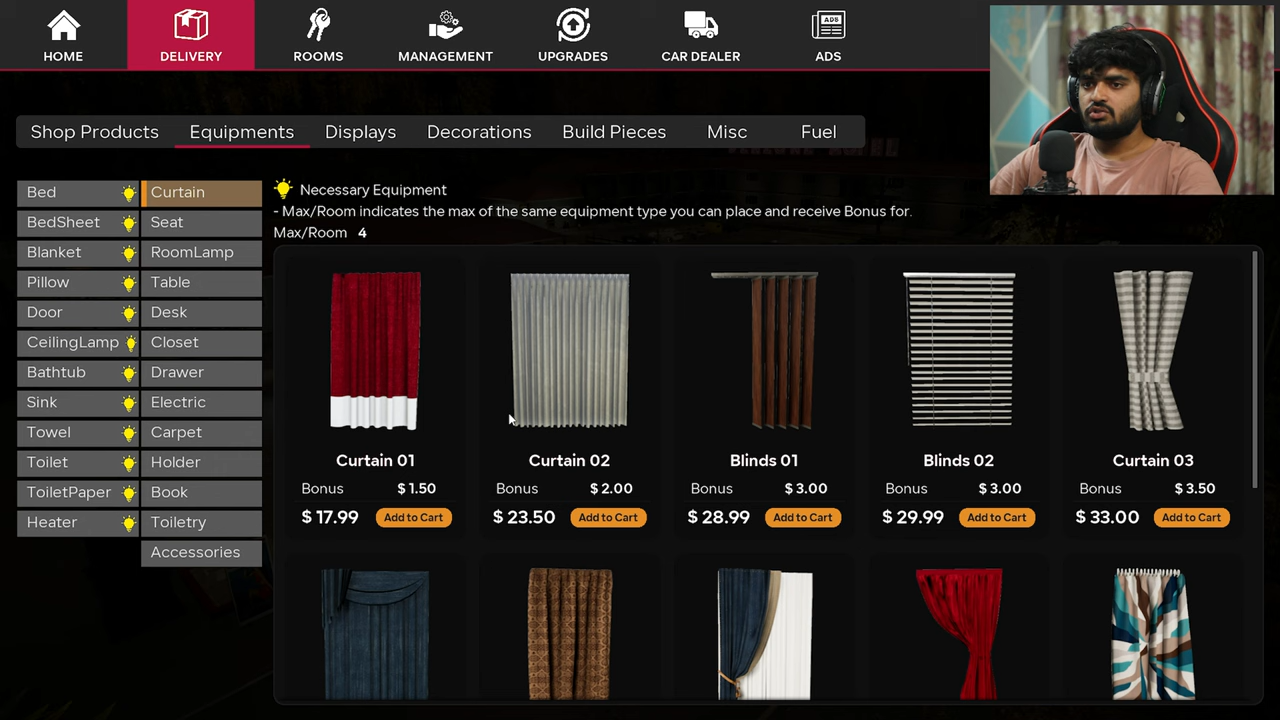 HOME DELIVERY ROOMS MANAGEMENT UPGRADES CAR DEALER ADS
ADS
Shop Products Equipments Displays Decorations Build Pieces Misc Fuel
Bed Curtain
BedSheet Seat
Blanket RoomLamp
Pillow Table
Door Desk
CeilingLamp Closet
Bathtub Drawer
Sink Electric
Towel Carpet
Toilet Holder
ToiletPaper Book
Heater Toiletry
Accessories
Necessary Equipment
- Max/Room indicates the max of the same equipment type you can place and receive Bonus for.
Max/Room 4
Curtain 01 Curtain 02 Blinds 01 Blinds 02 Curtain 03
Bonus $ 1.50 Bonus $ 2.00 Bonus $ 3.00 Bonus $ 3.00 Bonus $ 3.50
$ 17.99 Add to Cart $ 23.50 Add to Cart $ 28.99 Add to Cart $ 29.99 Add to Cart $ 33.00 Add to Cart